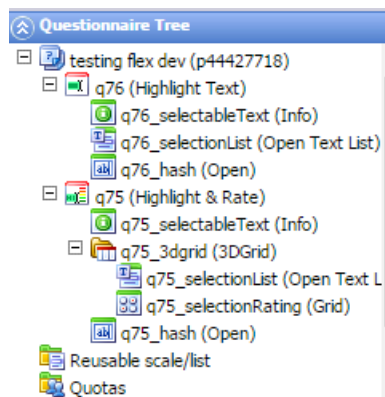 Questionnaire Tree
testing flex dev (p44427718)
q76 (Highlight Text)
q76_selectableText (Info)
q76_selectionList (Open Text List)
q76_hash (Open)
q75 (Highlight & Rate)
q75_selectableText (Info)
q75_3dgrid (3DGrid)
q75_selectionList (Open Text L
q75_selectionRating (Grid)
q75_hash (Open)
Reusable scale/list
Quotas